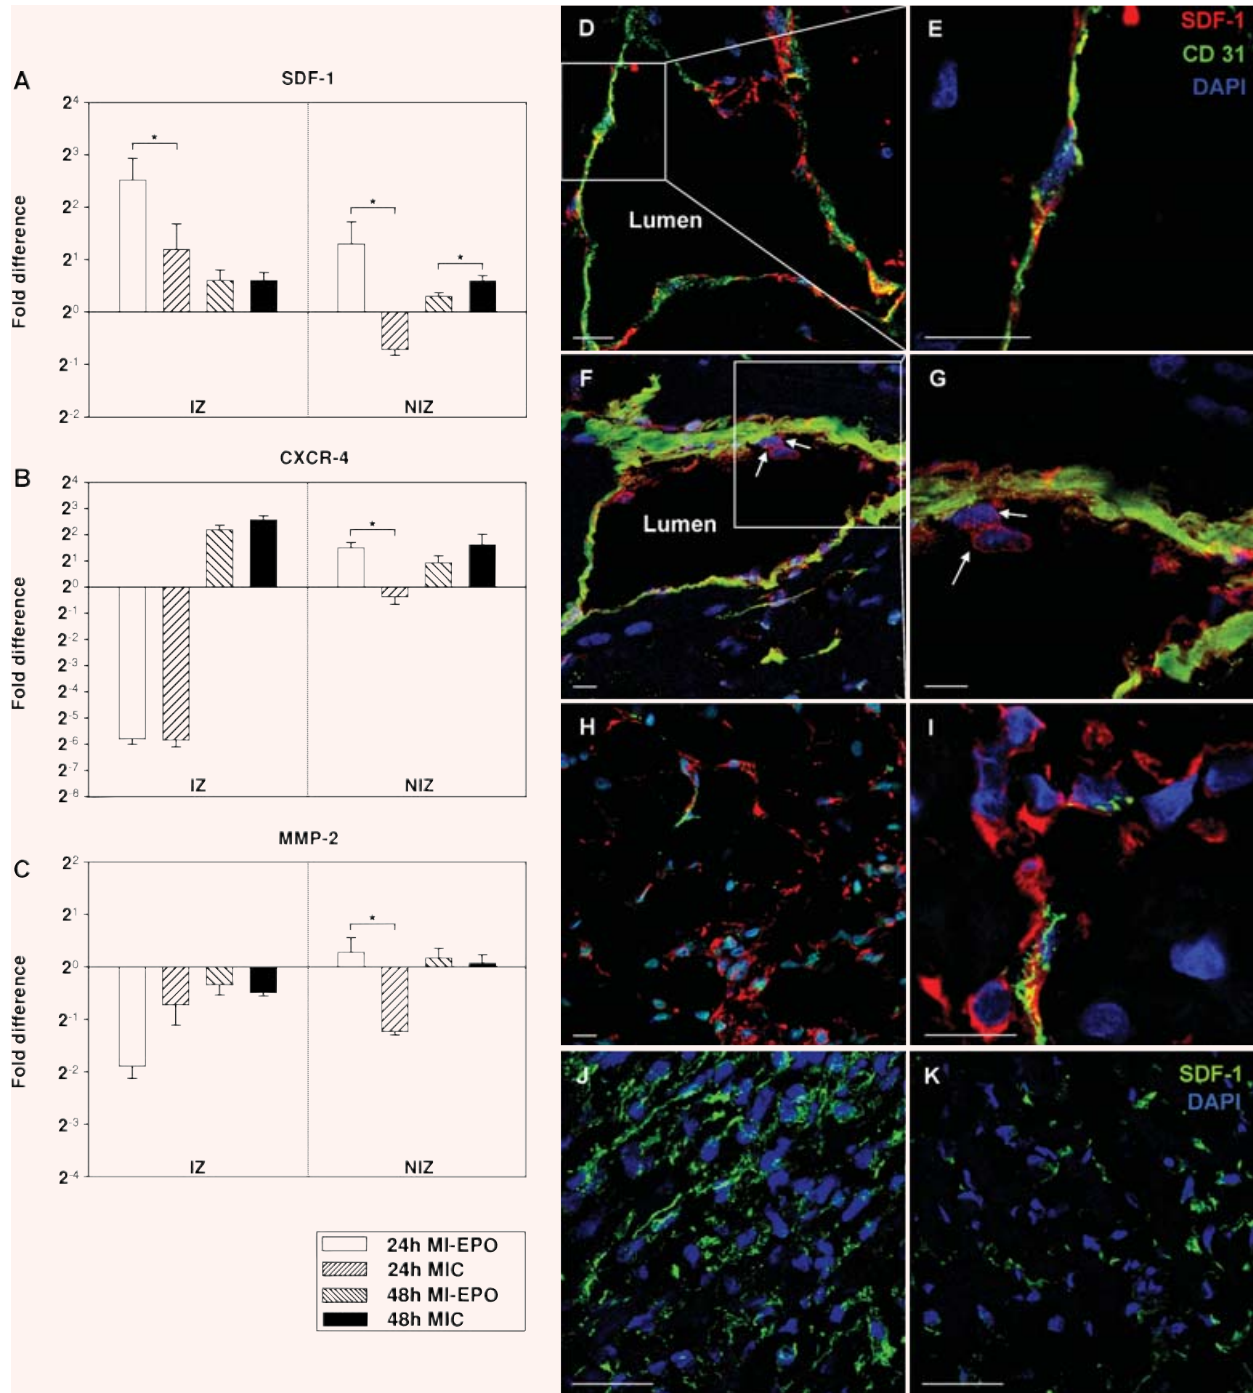 A
SDF-1
Fold difference
2⁴
2³
2²
2¹
2⁰
2⁻¹
2⁻²
*
*
*
IZ
NIZ
B
CXCR-4
Fold difference
2⁴
2³
2²
2¹
2⁰
2⁻¹
2⁻²
2⁻³
2⁻⁴
2⁻⁵
2⁻⁶
2⁻⁷
2⁻⁸
*
IZ
NIZ
C
MMP-2
Fold difference
2²
2¹
2⁰
2⁻¹
2⁻²
2⁻³
2⁻⁴
*
IZ
NIZ
24h MI-EPO
24h MIC
48h MI-EPO
48h MIC
D
Lumen
E
SDF-1
CD 31
DAPI
F
Lumen
G
H
I
J
K
SDF-1
DAPI